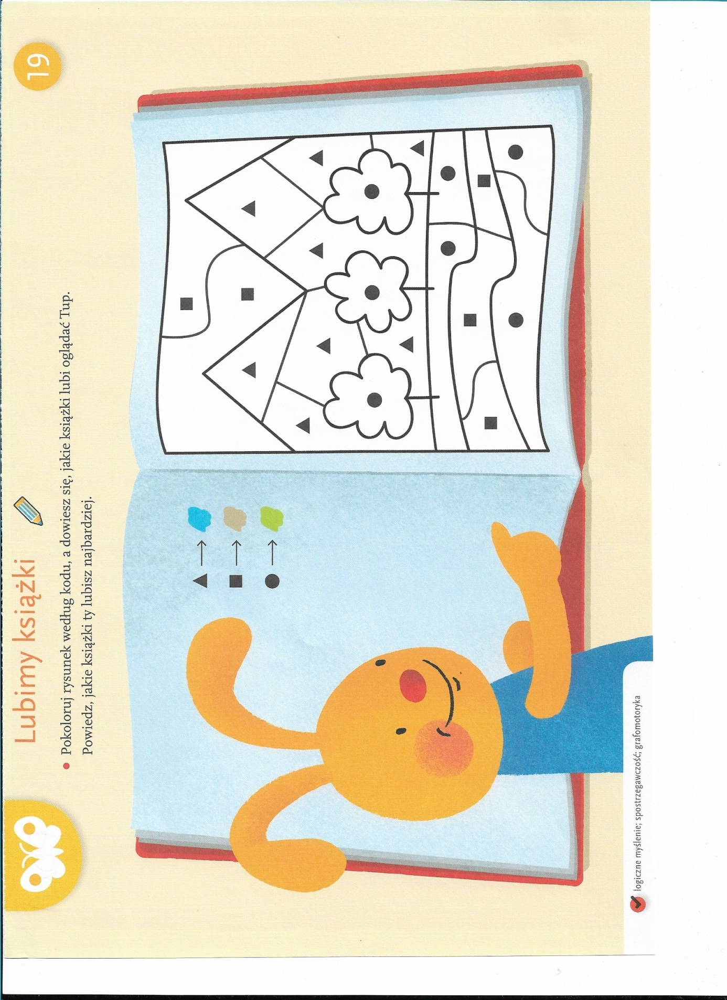 Lubimy książki
19
• Pokoloruj rysunek według kodu, a dowiesz się, jakie książki lubi oglądać Tup.
Powiedz, jakie książki ty lubisz najbardziej.
logiczne myślenie; spostrzegawczość; grafomotoryka